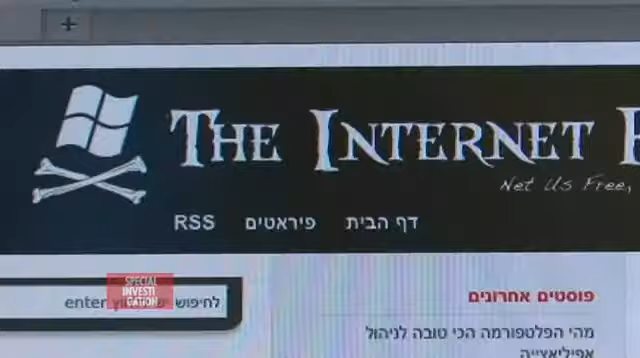 THE INTERNET
Net Us Free,
דף הבית פיראטים RSS
SPECIAL
INVESTI
GATION
לחיפוש enter
פוסטים אחרונים
מהי הפלטפורמה הכי טובה לניהול
אפיליאצייה